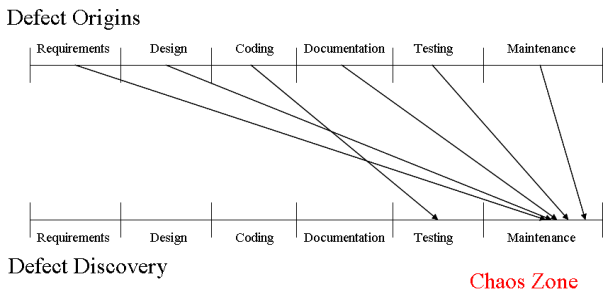 Defect Origins
Requirements Design Coding Documentation Testing Maintenance
Requirements Design Coding Documentation Testing Maintenance
Defect Discovery
Chaos Zone